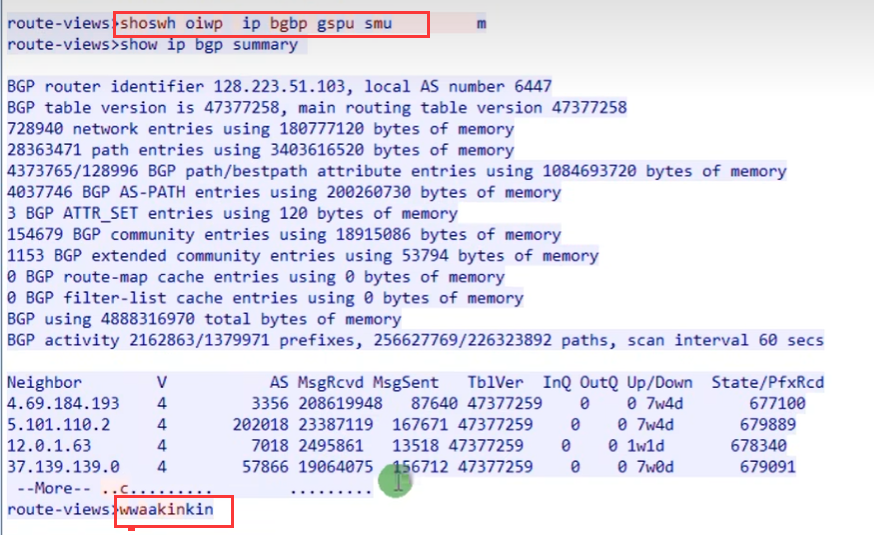 route-views>shoswh oiwp  ip bgbp gspu smu         m
route-views>show ip bgp summary
BGP router identifier 128.223.51.103, local AS number 6447
BGP table version is 47377258, main routing table version 47377258
728940 network entries using 180777120 bytes of memory
28363471 path entries using 3403616520 bytes of memory
4373765/128996 BGP path/bestpath attribute entries using 1084693720 bytes of memory
4037746 BGP AS-PATH entries using 200260730 bytes of memory
3 BGP ATTR_SET entries using 120 bytes of memory
154679 BGP community entries using 18915086 bytes of memory
1153 BGP extended community entries using 53794 bytes of memory
0 BGP route-map cache entries using 0 bytes of memory
0 BGP filter-list cache entries using 0 bytes of memory
BGP using 4888316970 total bytes of memory
BGP activity 2162863/1379971 prefixes, 256627769/226323892 paths, scan interval 60 secs
Neighbor        V           AS MsgRcvd MsgSent   TblVer  InQ OutQ Up/Down  State/PfxRcd
4.69.184.193    4         3356 208619948   87640 47377259    0    0 7w4d        677100
5.101.110.2     4       202018 23387119  167671 47377259    0    0 7w4d        679889
12.0.1.63       4         7018 2495861   13518 47377259    0    0 1w1d      678340
37.139.139.0    4        57866 19064075  156712 47377259    0    0 7w0d        679091
 --More-- ..c.........        .........
route-views>wwaakinkin